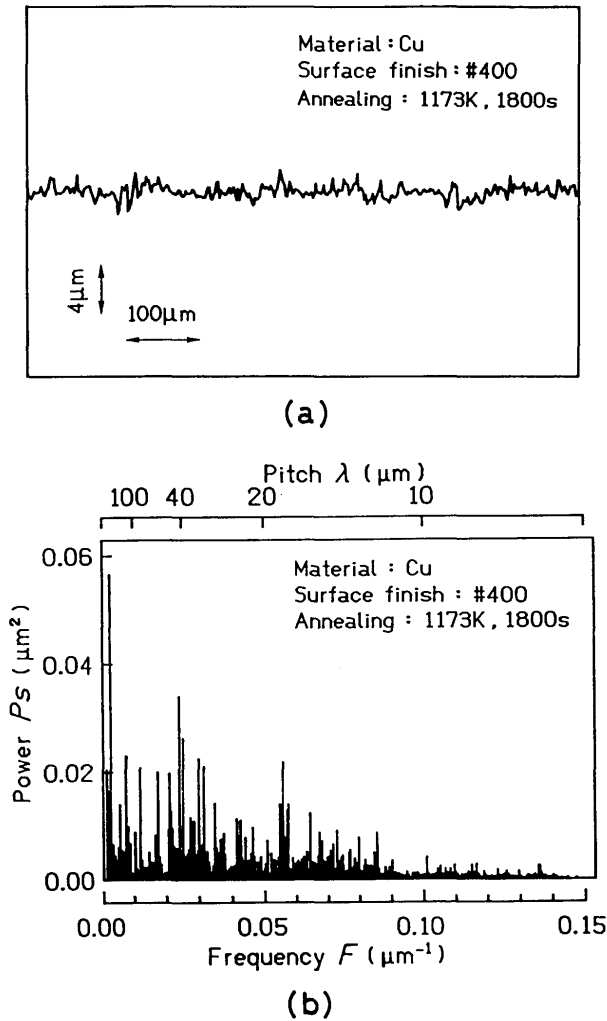 Material : Cu
Surface finish : #400
Annealing : 1173K, 1800s
4μm
100μm
(a)
Pitch λ (μm)
100 40 20 10
0.06
0.04
0.02
0.00
Power Ps (μm²)
Material : Cu
Surface finish : #400
Annealing : 1173K, 1800s
0.00 0.05 0.10 0.15
Frequency F (μm⁻¹)
(b)